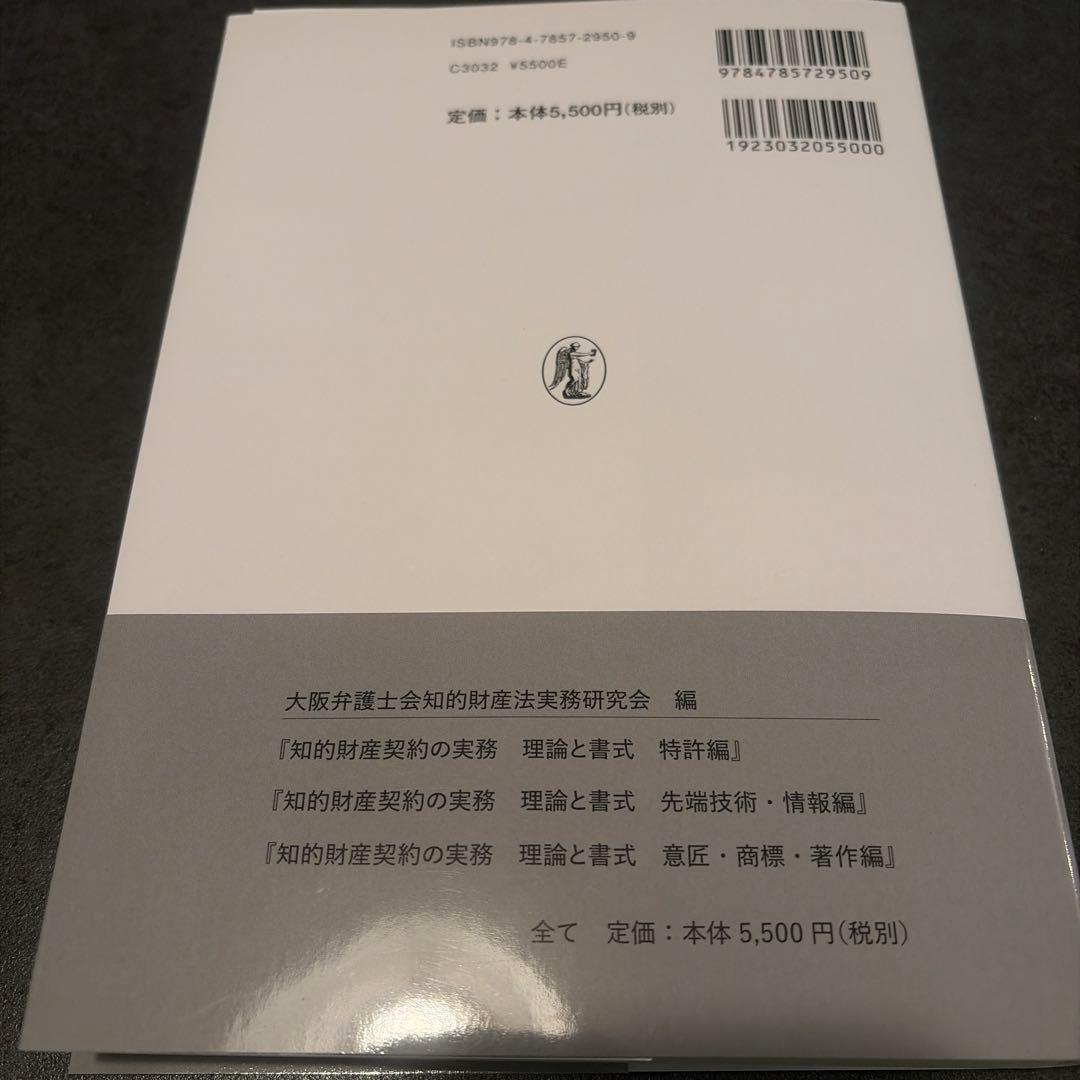 ISBN978-4-7857-2950-9
C3032 ¥5500E
定価：本体5,500円(税別)
9784785729509
1923032055000
大阪弁護士会知的財産法実務研究会　編
『知的財産契約の実務　理論と書式　特許編』
『知的財産契約の実務　理論と書式　先端技術・情報編』
『知的財産契約の実務　理論と書式　意匠・商標・著作編』
全て　定価：本体 5,500 円(税別)